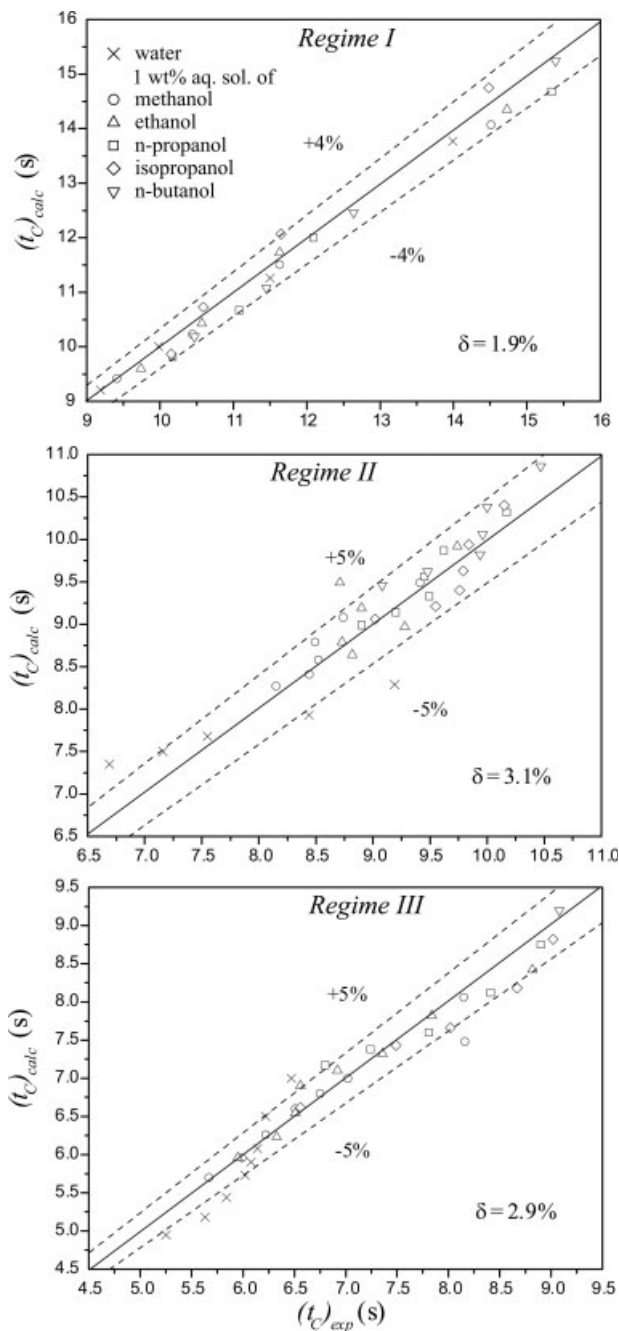 Regime I
water
1 wt% aq. sol. of
methanol
ethanol
n-propanol
isopropanol
n-butanol
+4%
-4%
δ = 1.9%
(t_C)_calc (s)
16
15
14
13
12
11
10
9
9 10 11 12 13 14 15 16
Regime II
+5%
-5%
δ = 3.1%
(t_C)_calc (s)
11.0
10.5
10.0
9.5
9.0
8.5
8.0
7.5
7.0
6.5
6.5 7.0 7.5 8.0 8.5 9.0 9.5 10.0 10.5 11.0
Regime III
+5%
-5%
δ = 2.9%
(t_C)_calc (s)
9.5
9.0
8.5
8.0
7.5
7.0
6.5
6.0
5.5
5.0
4.5
4.5 5.0 5.5 6.0 6.5 7.0 7.5 8.0 8.5 9.0 9.5
(t_C)_exp (s)